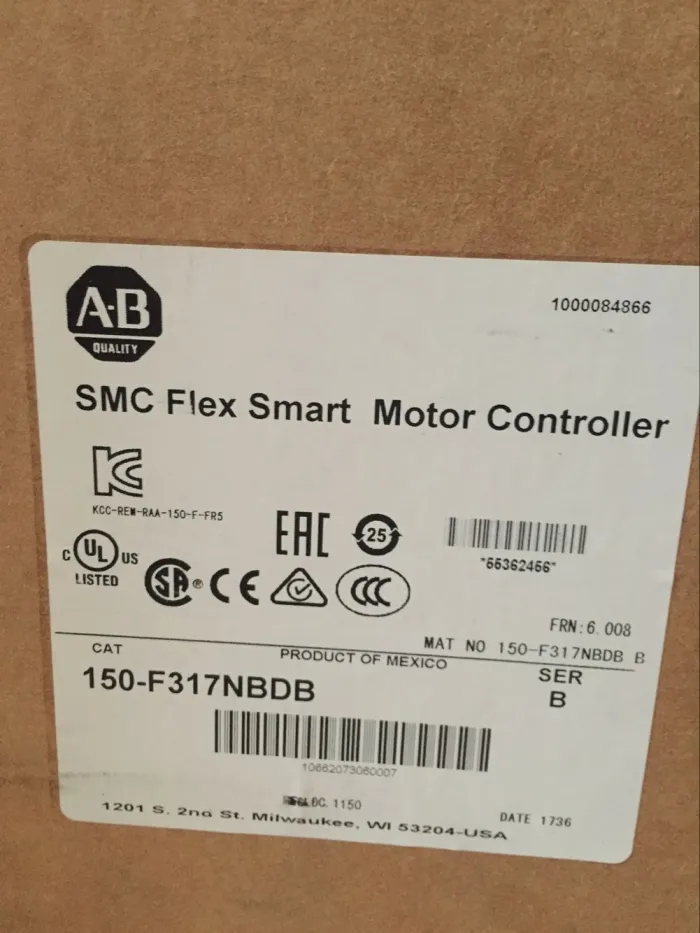 A-B
QUALITY
1000084866
SMC Flex Smart Motor Controller
KCC-REM-RAA-150-F-FR5
EAC
25
C UL US
LISTED
SA ®
CE
CCC
*55362466*
FRN:6.008
MAT NO 150-F317NBDB B
CAT
PRODUCT OF MEXICO
SER
150-F317NBDB
B
10662073060007
1150
DATE 1736
1201 S. 2nd St. Milwaukee, WI 53204-USA